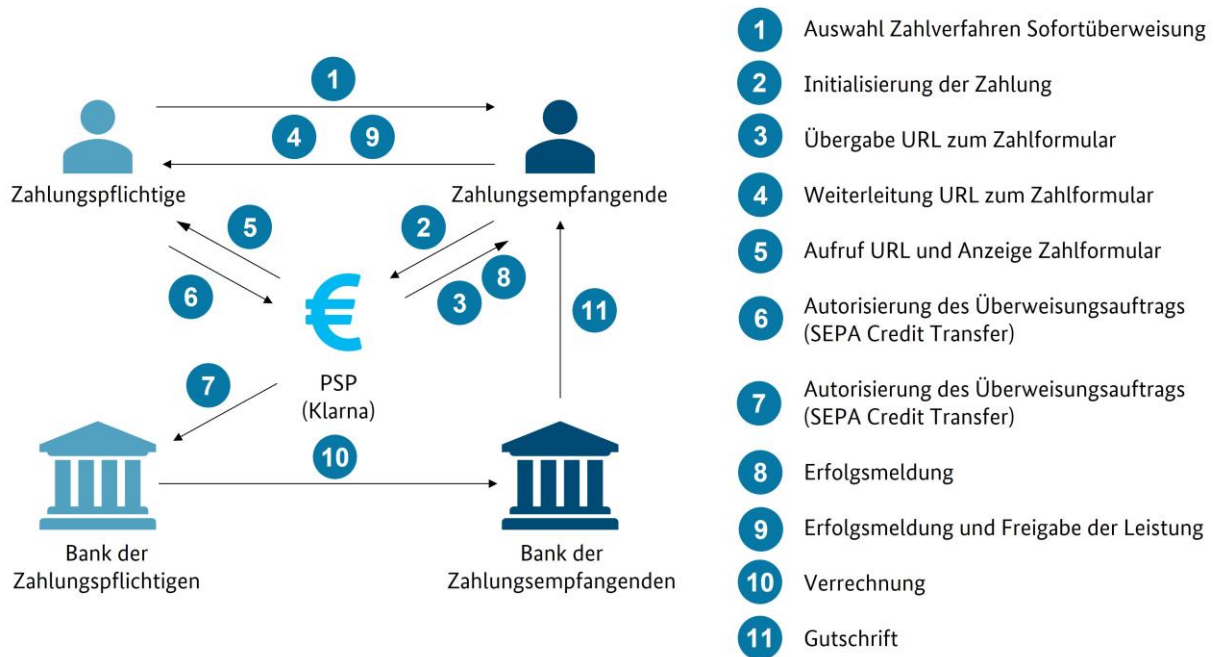 1
4
9
Zahlungspflichtige
Zahlungsempfangende
5
2
6
3
8
€
11
PSP
(Klarna)
7
10
Bank der
Zahlungspflichtigen
Bank der
Zahlungsempfangenden
1 Auswahl Zahlverfahren Sofortüberweisung
2 Initialisierung der Zahlung
3 Übergabe URL zum Zahlformular
4 Weiterleitung URL zum Zahlformular
5 Aufruf URL und Anzeige Zahlformular
6 Autorisierung des Überweisungsauftrags
(SEPA Credit Transfer)
7 Autorisierung des Überweisungsauftrags
(SEPA Credit Transfer)
8 Erfolgsmeldung
9 Erfolgsmeldung und Freigabe der Leistung
10 Verrechnung
11 Gutschrift